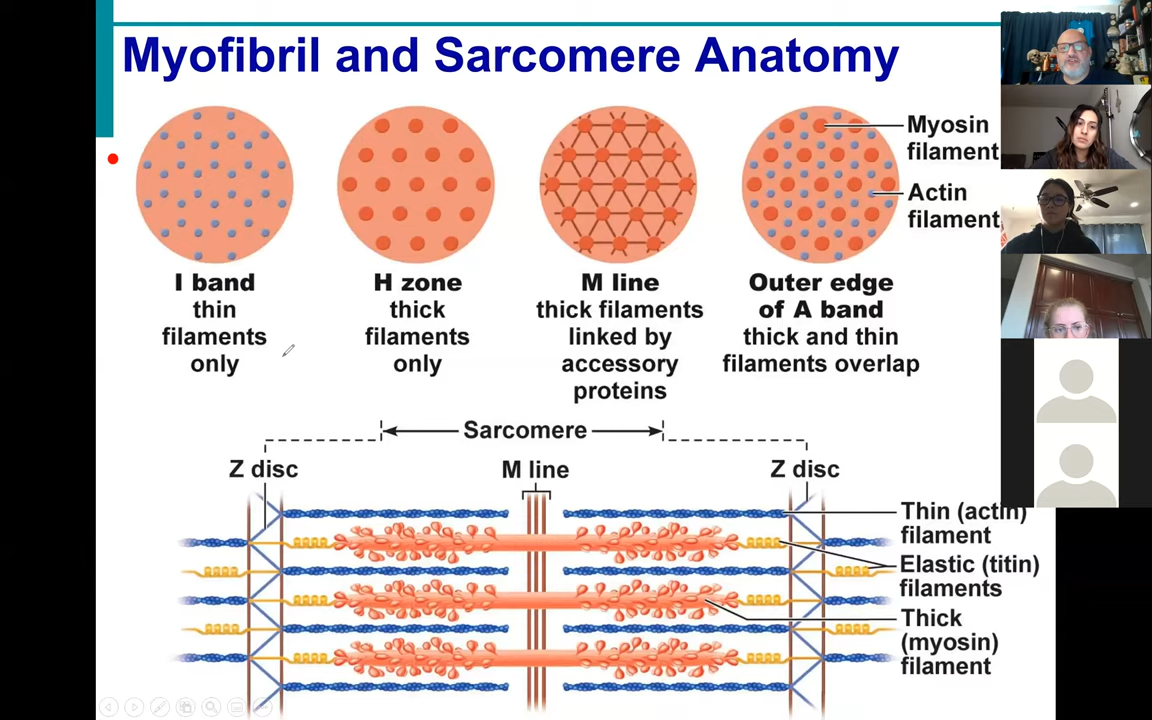 Myofibril and Sarcomere Anatomy
Myosin
filament
Actin
filament
I band
thin
filaments
only
H zone
thick
filaments
only
M line
thick filaments
linked by
accessory
proteins
Outer edge
of A band
thick and thin
filaments overlap
Sarcomere
Z disc
M line
Z disc
Thin (actin)
filament
Elastic (titin)
filaments
Thick
(myosin)
filament